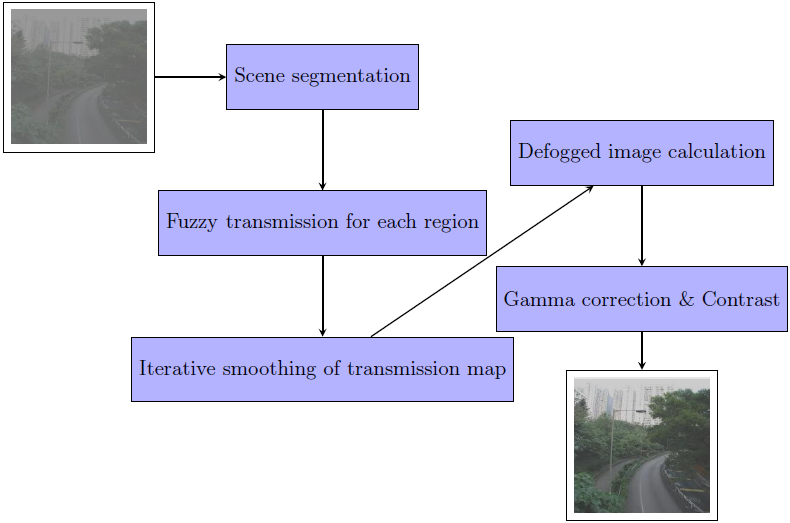 Scene segmentation
Fuzzy transmission for each region
Iterative smoothing of transmission map
Defogged image calculation
Gamma correction & Contrast